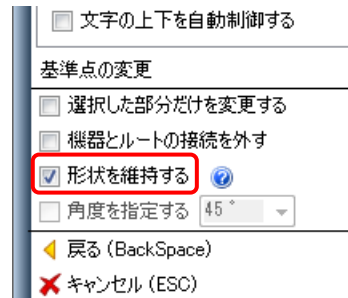 文字の上下を自動制御する
基準点の変更
選択した部分だけを変更する
機器とルートの接続を外す
形状を維持する
角度を指定する 45°
戻る (BackSpace)
キャンセル (ESC)